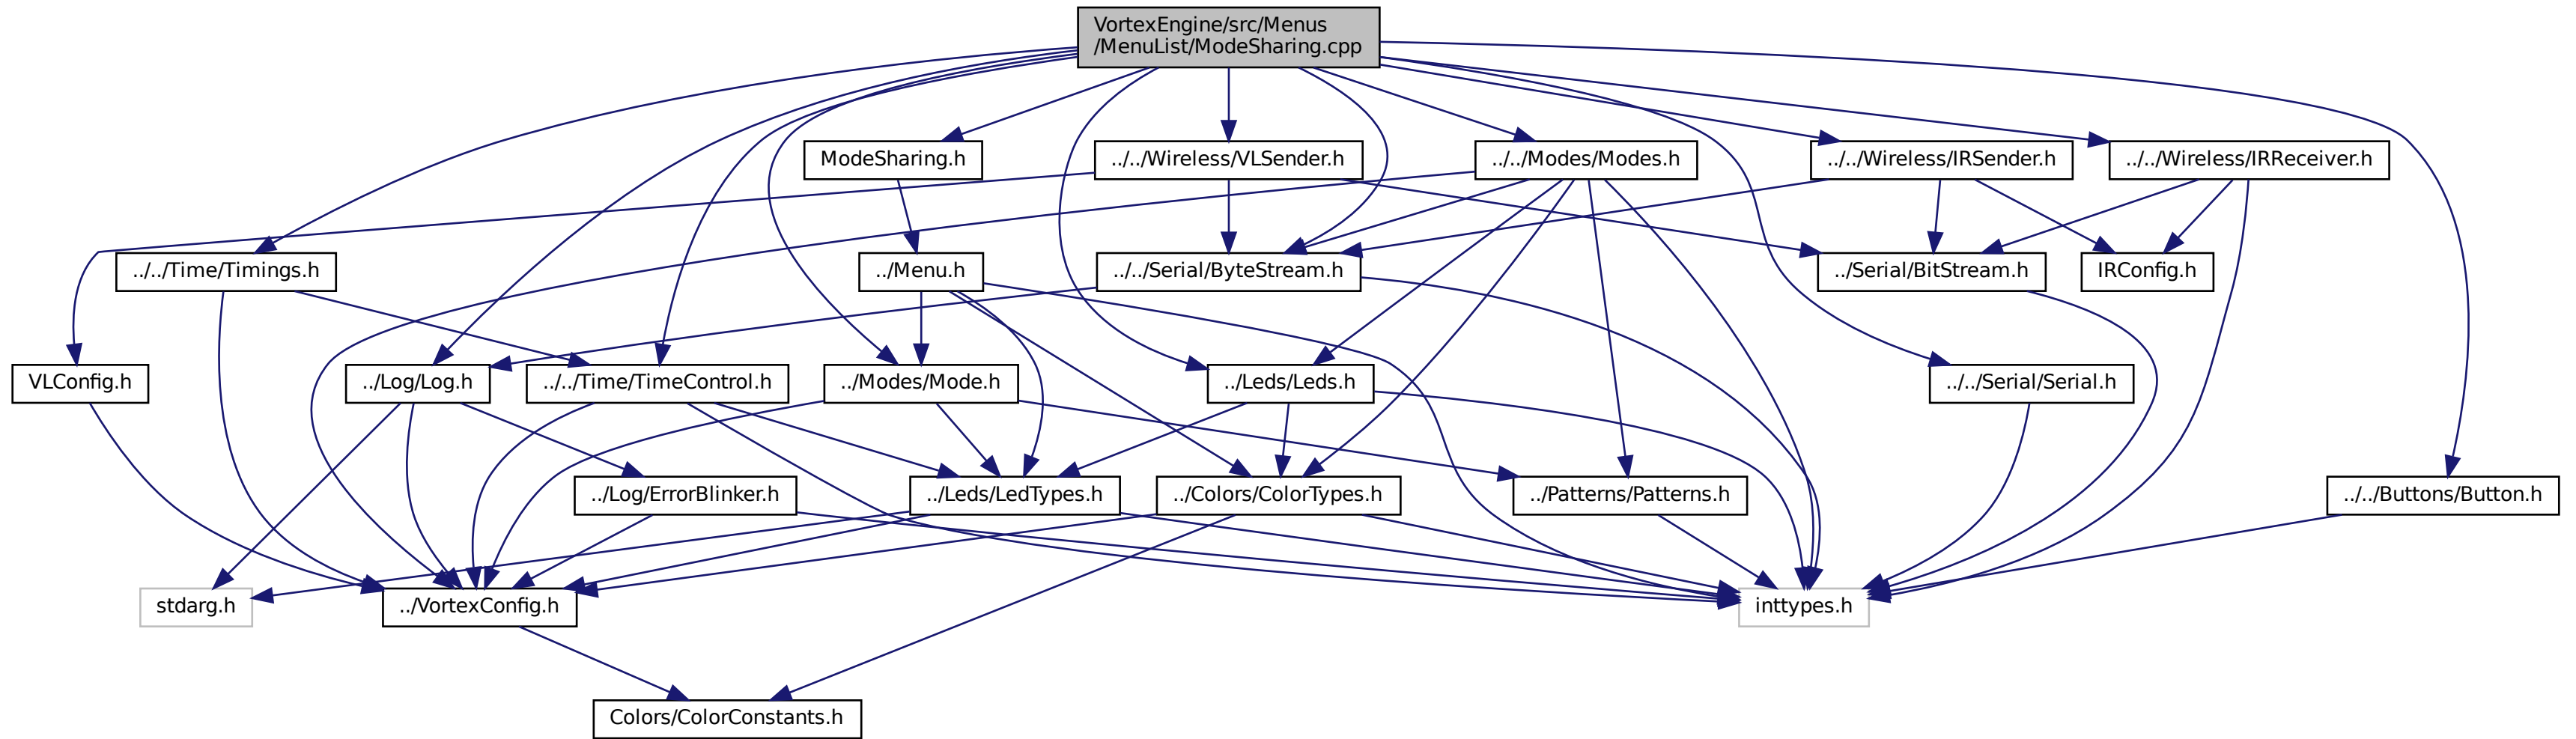 VortexEngine/src/Menus
/MenuList/ModeSharing.cpp
ModeSharing.h
../../Wireless/VLSender.h
../../Modes/Modes.h
../../Wireless/IRSender.h
../../Wireless/IRReceiver.h
../../Time/Timings.h
../Menu.h
../../Serial/ByteStream.h
../Serial/BitStream.h
IRConfig.h
VLConfig.h
../Log/Log.h
../../Time/TimeControl.h
../Modes/Mode.h
../Leds/Leds.h
../../Serial/Serial.h
../Log/ErrorBlinker.h
../Leds/LedTypes.h
../Colors/ColorTypes.h
../Patterns/Patterns.h
../../Buttons/Button.h
stdarg.h
../VortexConfig.h
inttypes.h
Colors/ColorConstants.h